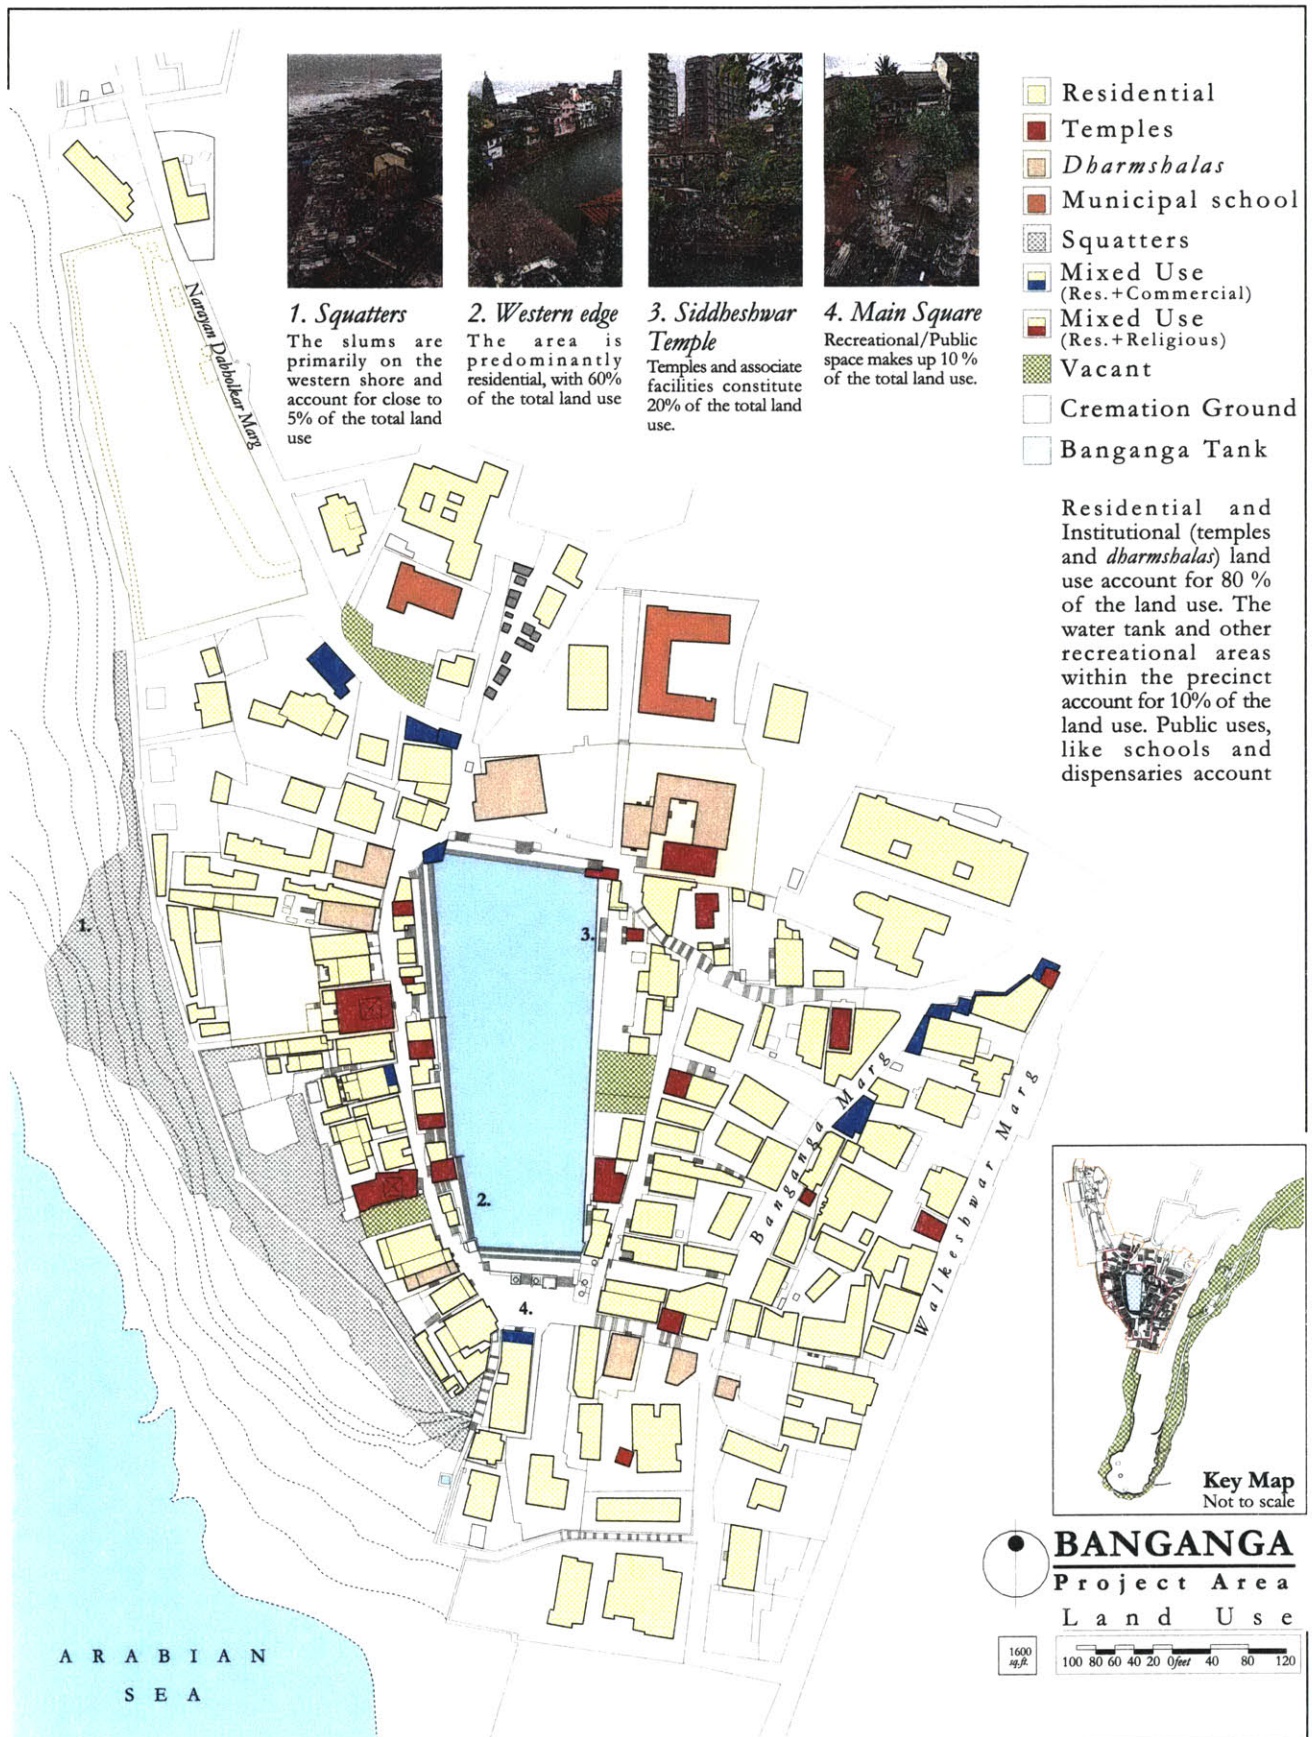 1. Squatters
The slums are
primarily on the
western shore and
account for close to
5% of the total land
use
2. Western edge
The area is
predominantly
residential, with 60%
of the total land use
3. Siddheshwar
Temple
Temples and associate
facilities constitute
20% of the total land
use.
4. Main Square
Recreational/Public
space makes up 10 %
of the total land use.
Residential
Temples
Dharmshalas
Municipal school
Squatters
Mixed Use
(Res.+Commercial)
Mixed Use
(Res.+Religious)
Vacant
Cremation Ground
Banganga Tank
Residential and
Institutional (temples
and dharmshalas) land
use account for 80 %
of the land use. The
water tank and other
recreational areas
within the precinct
account for 10% of the
land use. Public uses,
like schools and
dispensaries account
Narayan Dabholkar Marg
1.
3.
2.
4.
Banganga Marg
Walkeshwar Marg
ARABIAN
SEA
Key Map
Not to scale
BANGANGA
Project Area
Land Use
1600
sq.ft.
100 80 60 40 20 0feet 40 80 120